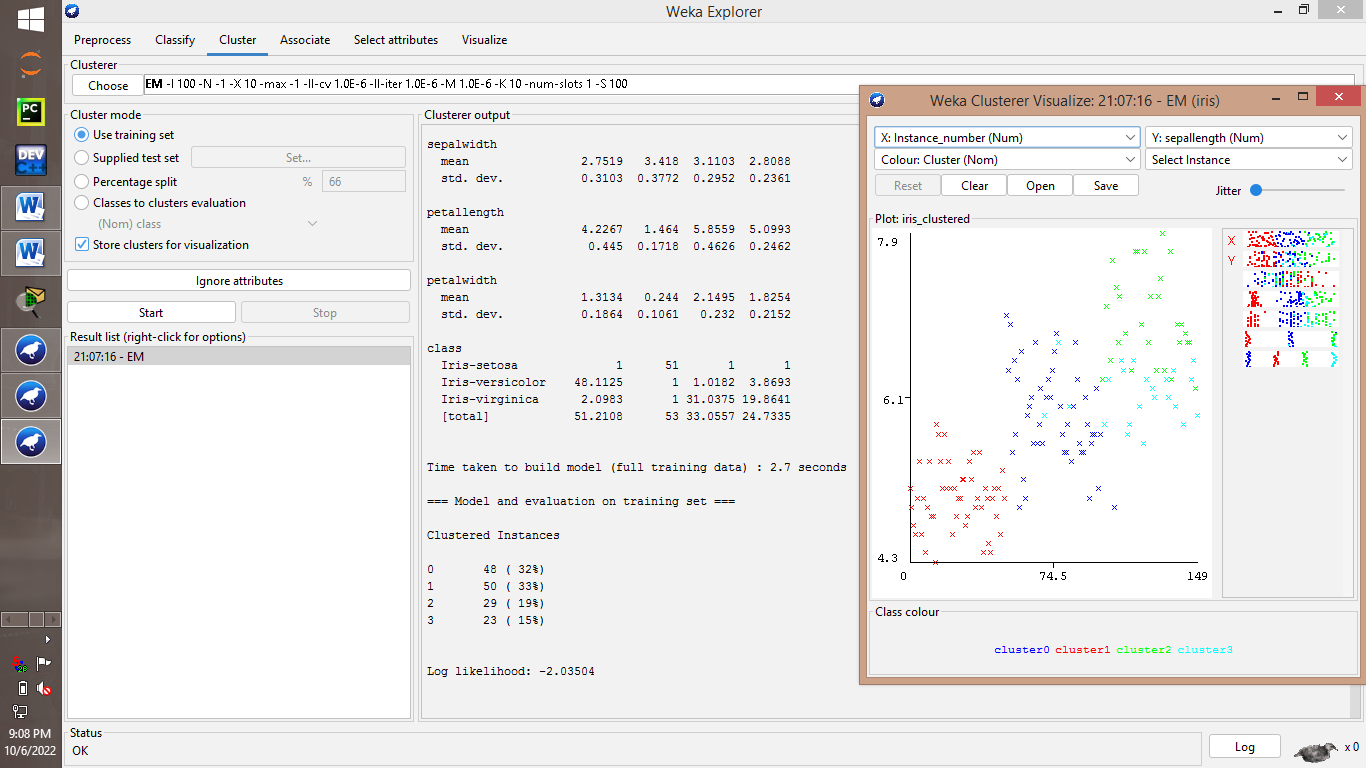 Weka Explorer
Preprocess Classify Cluster Associate Select attributes Visualize
Clusterer
Choose EM -I 100 -N -1 -X 10 -max -1 -ll-cv 1.0E-6 -ll-iter 1.0E-6 -M 1.0E-6 -K 10 -num-slots 1 -S 100
Cluster mode
Use training set
Supplied test set Set...
Percentage split % 66
Classes to clusters evaluation
(Nom) class
Store clusters for visualization
Ignore attributes
Start Stop
Result list (right-click for options)
21:07:16 - EM
Clusterer output
sepalwidth
mean 2.7519 3.418 3.1103 2.8088
std. dev. 0.3103 0.3772 0.2952 0.2361
petallength
mean 4.2267 1.464 5.8559 5.0993
std. dev. 0.445 0.1718 0.4626 0.2462
petalwidth
mean 1.3134 0.244 2.1495 1.8254
std. dev. 0.1864 0.1061 0.232 0.2152
class
Iris-setosa 1 51 1 1
Iris-versicolor 48.1125 1 1.0182 3.8693
Iris-virginica 2.0983 1 31.0375 19.8641
[total] 51.2108 53 33.0557 24.7335
Time taken to build model (full training data) : 2.7 seconds
=== Model and evaluation on training set ===
Clustered Instances
0 48 ( 32%)
1 50 ( 33%)
2 29 ( 19%)
3 23 ( 15%)
Log likelihood: -2.03504
Weka Clusterer Visualize: 21:07:16 - EM (iris)
X: Instance_number (Num) Y: sepallength (Num)
Colour: Cluster (Nom) Select Instance
Reset Clear Open Save Jitter
Plot: iris_clustered
7.9
6.1
4.3
0 74.5 149
X
Y
Class colour
cluster0 cluster1 cluster2 cluster3
Status
OK
Log x 0
PC
DEV
C++
W
W
9:08 PM
10/6/2022